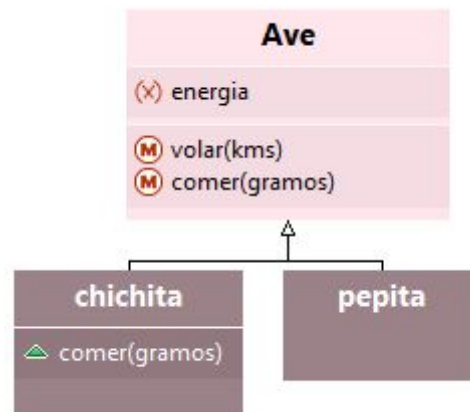 Ave
(x) energia
M volar(kms)
M comer(gramos)
chichita
comer(gramos)
pepita